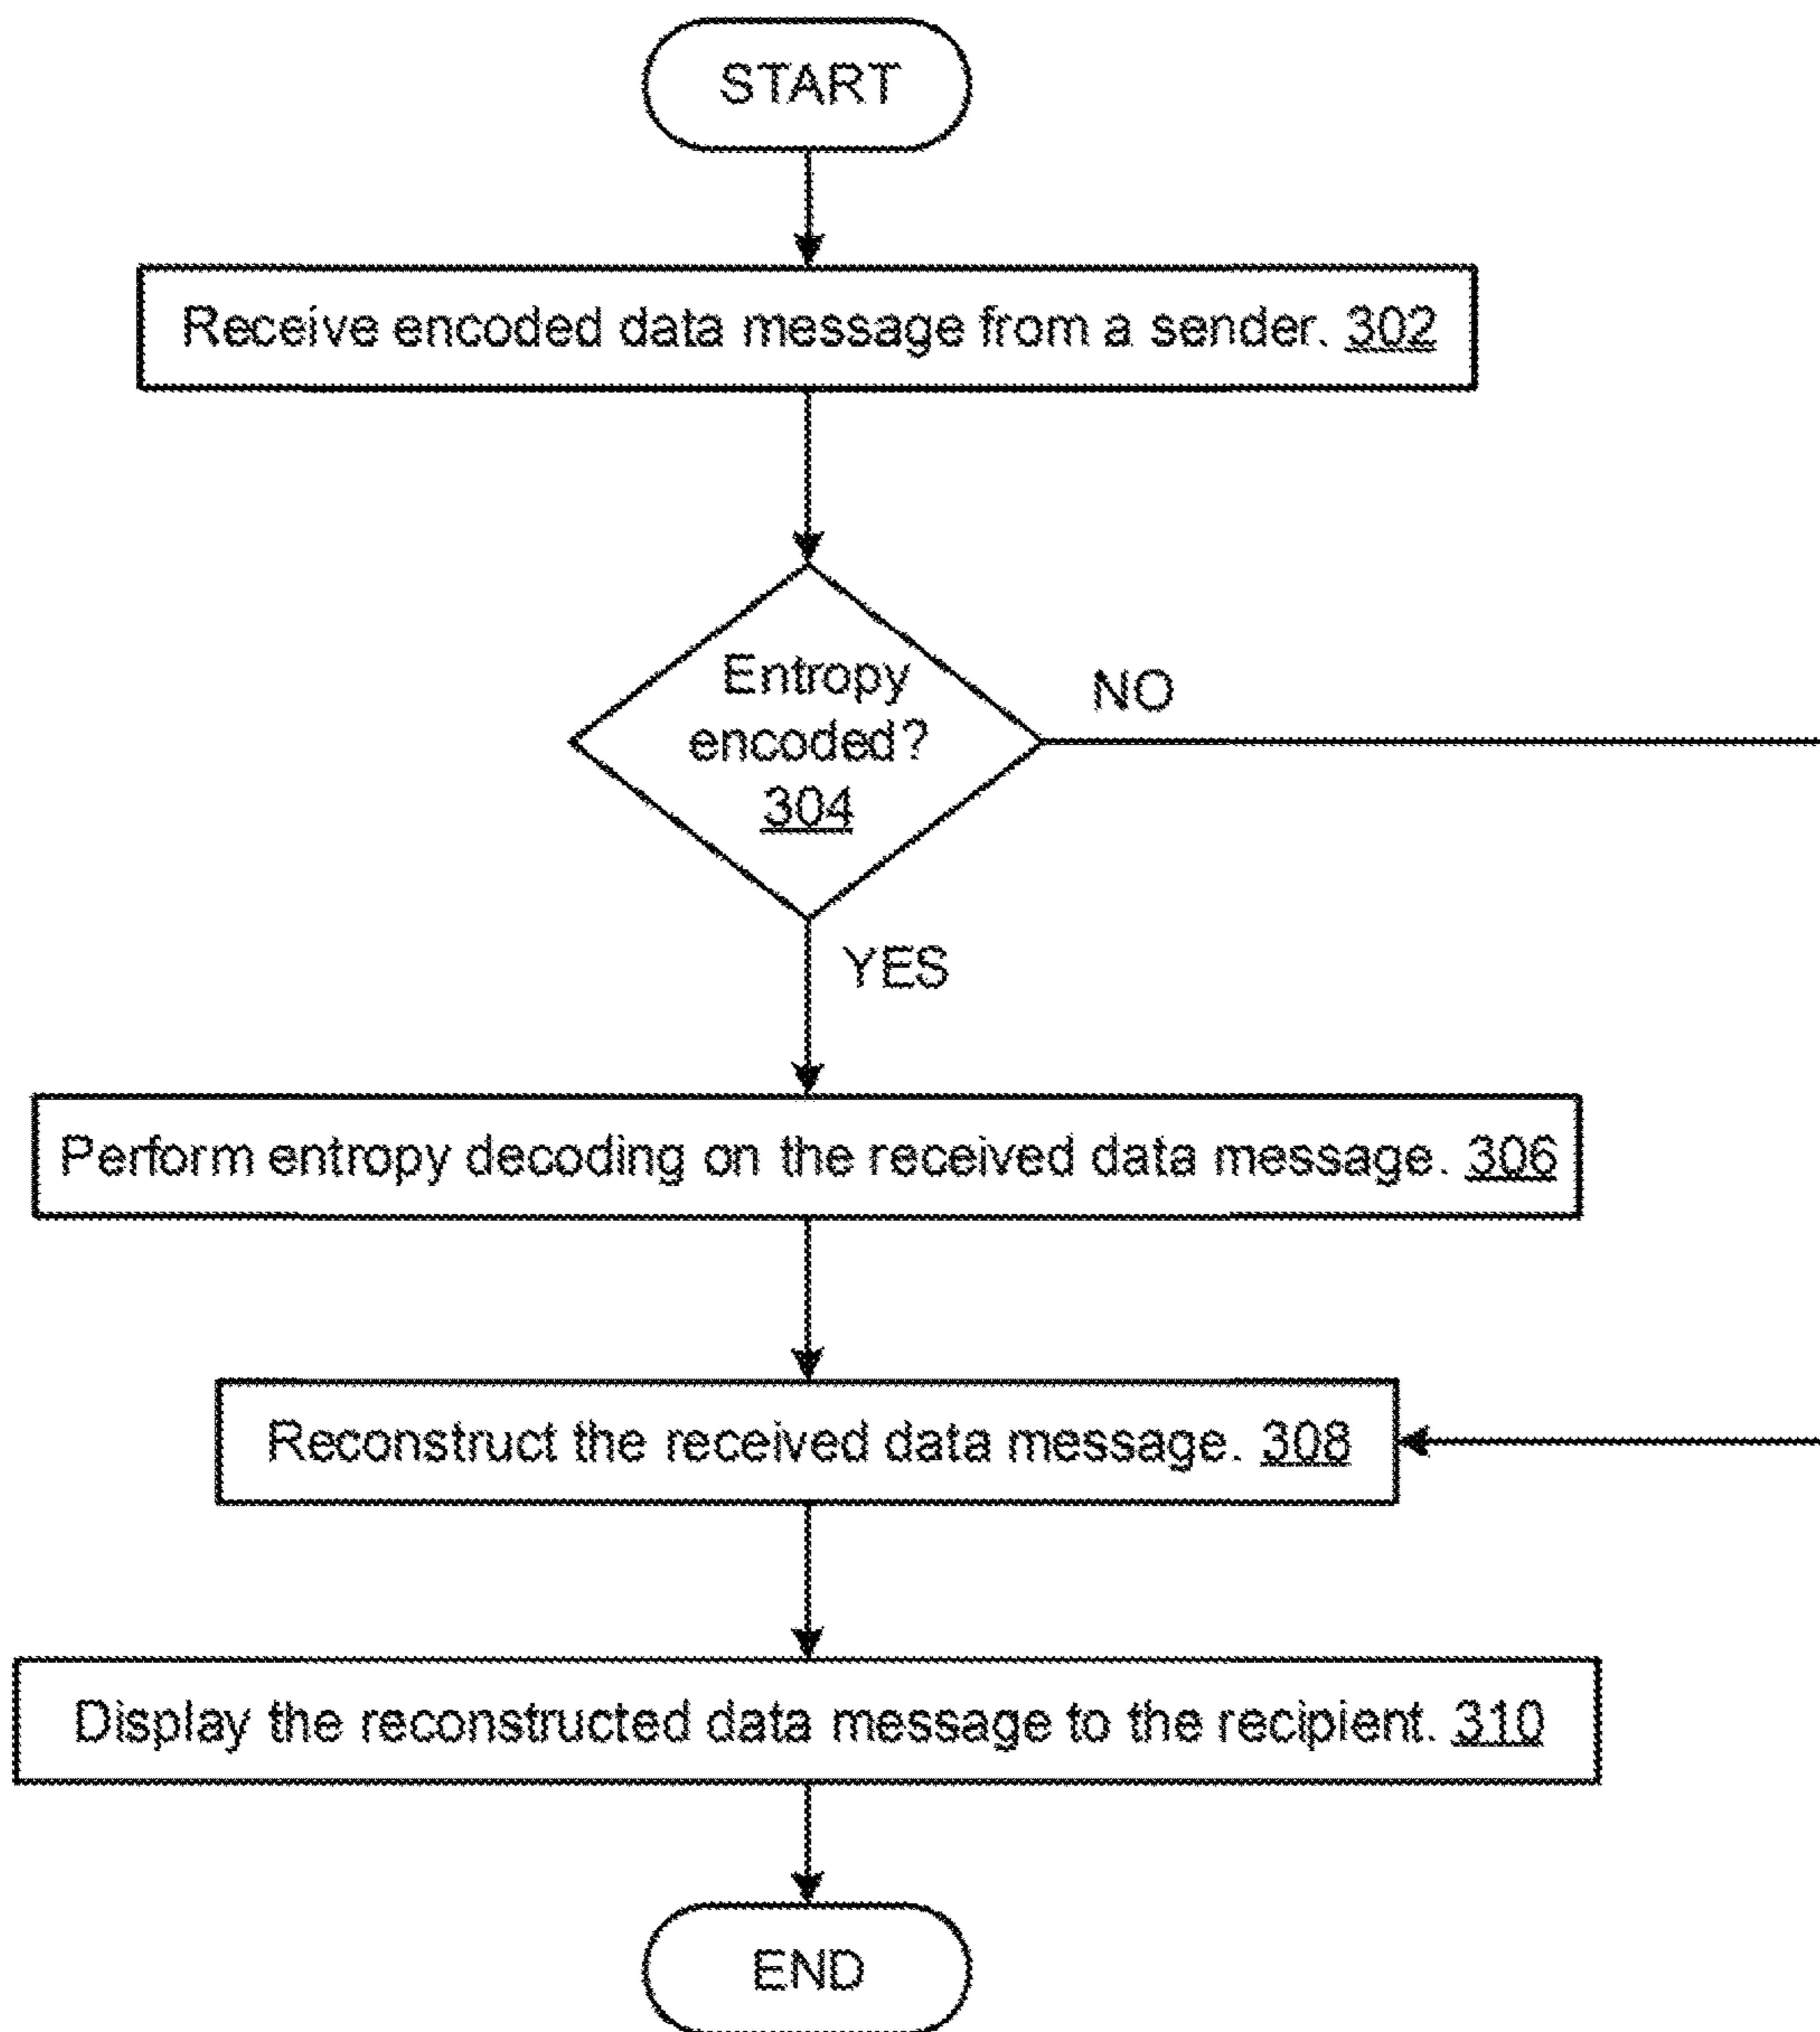 START
Receive encoded data message from a sender. 302
Entropy
encoded?
304
NO
YES
Perform entropy decoding on the received data message. 306
Reconstruct the received data message. 308
Display the reconstructed data message to the recipient. 310
END